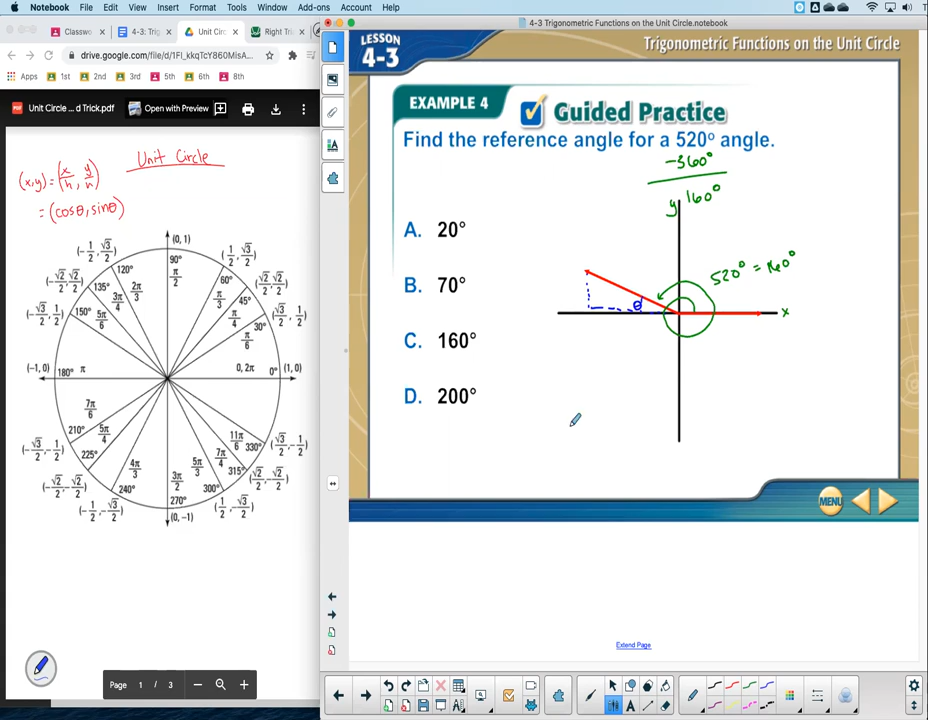 Notebook File Edit View Insert Format Tools Window Add-ons Account Help
Classwo 4-3: Trig Unit Circ Right Tri
drive.google.com/file/d/1Fl_kkqTcY860MisA...
Apps 1st 2nd 3rd 5th 6th 8th
Unit Circle ... d Trick.pdf Open with Preview
Unit Circle
(x,y) = (x/h, y/h)
= (cosθ, sinθ)
(0, 1)
(-1/2, √3/2) 90° (1/2, √3/2)
120° π/2 60°
(-√2/2, √2/2) 135° 2π/3 π/3 45° (√2/2, √2/2)
3π/4 π/4
(-√3/2, 1/2) 150° 5π/6 30° (√3/2, 1/2)
π/6
(-1, 0) 180° π 0, 2π 0° (1, 0)
7π/6
210° 5π/4 11π/6 330°
(-√3/2, -1/2) 225° 7π/4 315° (√3/2, -1/2)
4π/3 3π/2 5π/3
(-√2/2, -√2/2) 240° 270° 300° (√2/2, -√2/2)
(-1/2, -√3/2) (0, -1) (1/2, -√3/2)
Page 1 / 3
4-3 Trigonometric Functions on the Unit Circle.notebook
LESSON
4-3
Trigonometric Functions on the Unit Circle
EXAMPLE 4
Guided Practice
Find the reference angle for a 520° angle.
-360°
160°
y
A. 20°
B. 70°
C. 160°
D. 200°
520° = 160°
θ
x
MENU
Extend Page